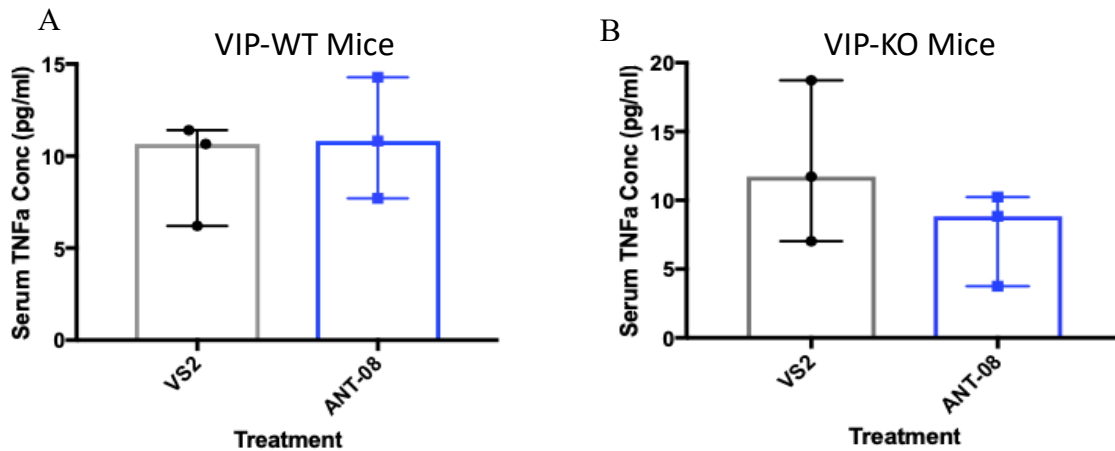 A
VIP-WT Mice
Serum TNFa Conc (pg/ml)
15
10
5
0
VS2
ANT-08
Treatment
B
VIP-KO Mice
Serum TNFa Conc (pg/ml)
20
15
10
5
0
VS2
ANT-08
Treatment